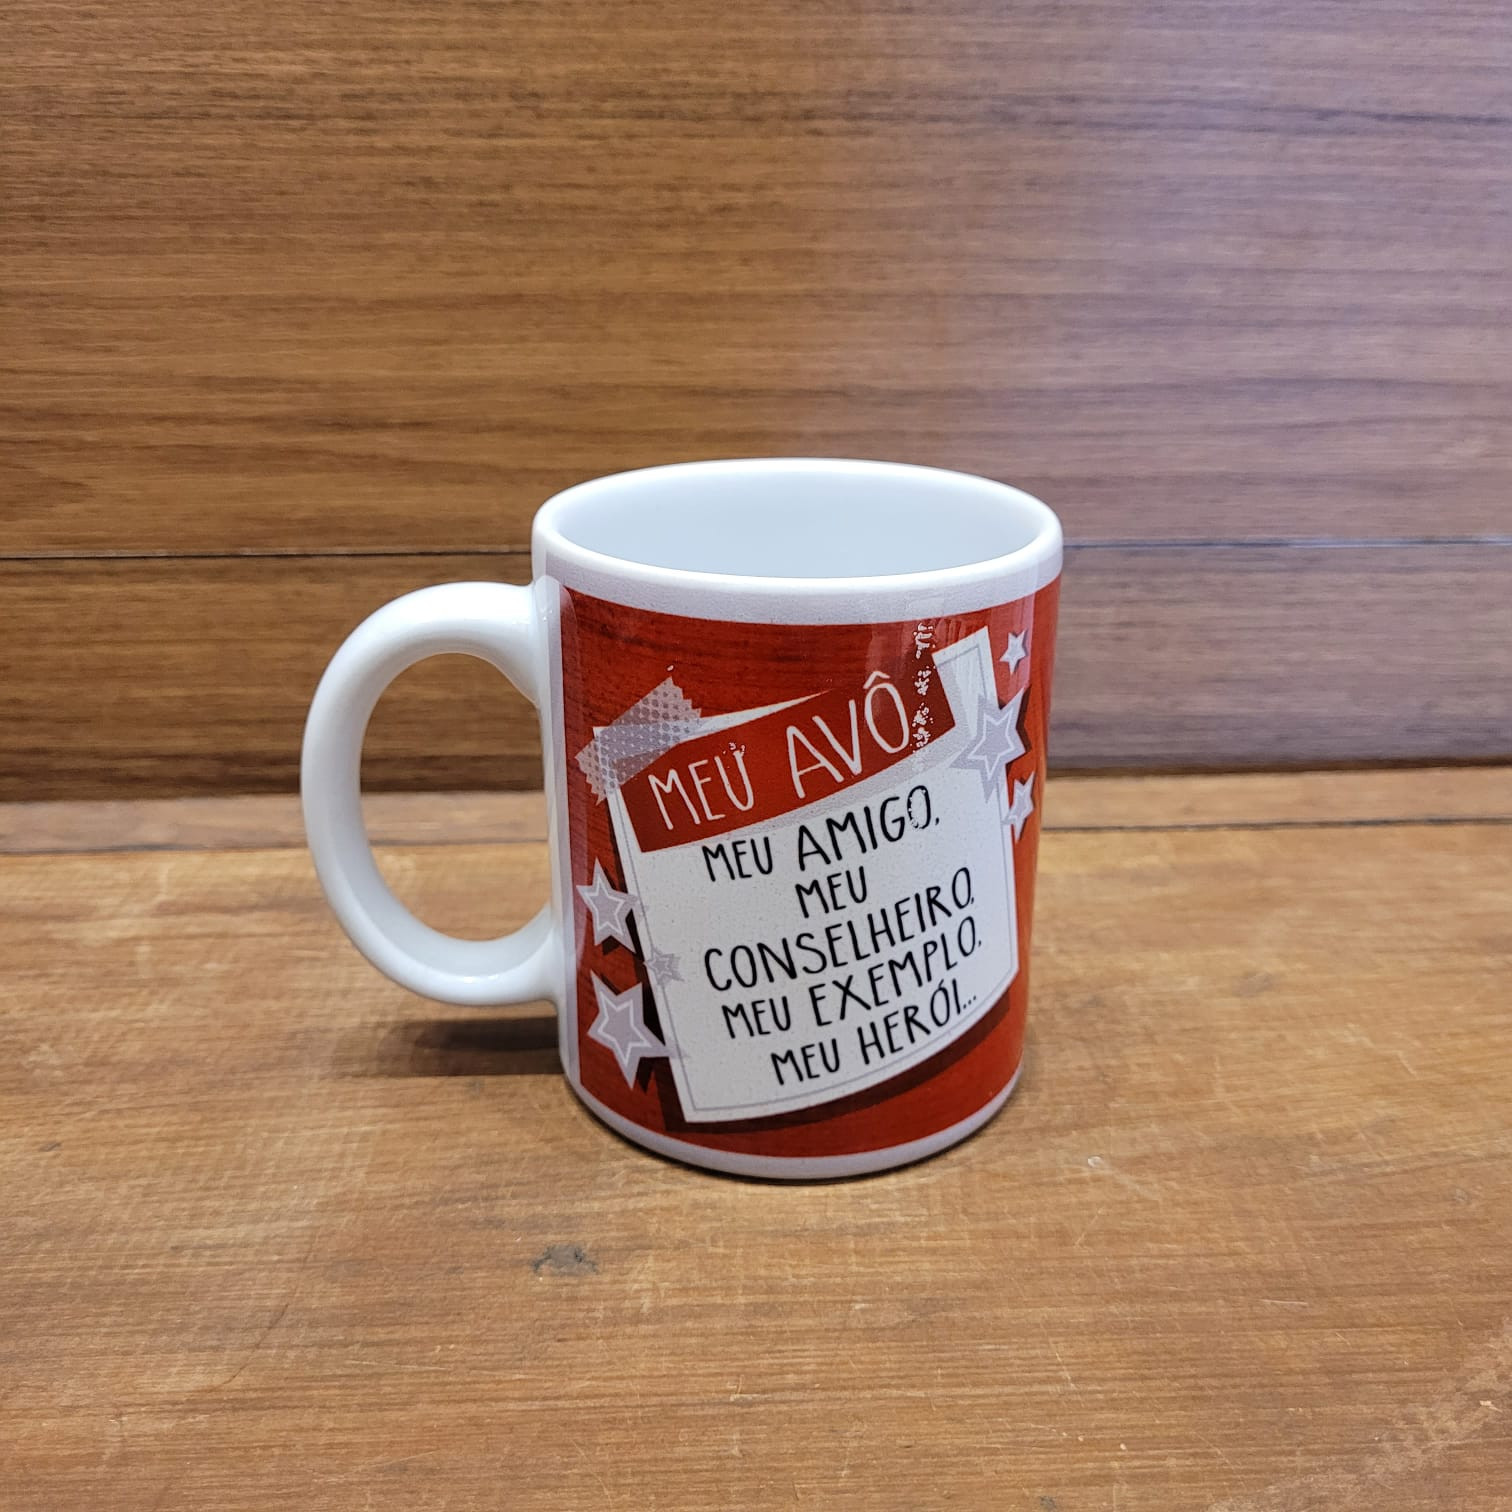 MEU AVÔ
MEU AMIGO,
MEU
CONSELHEIRO,
MEU EXEMPLO,
MEU HERÓI...